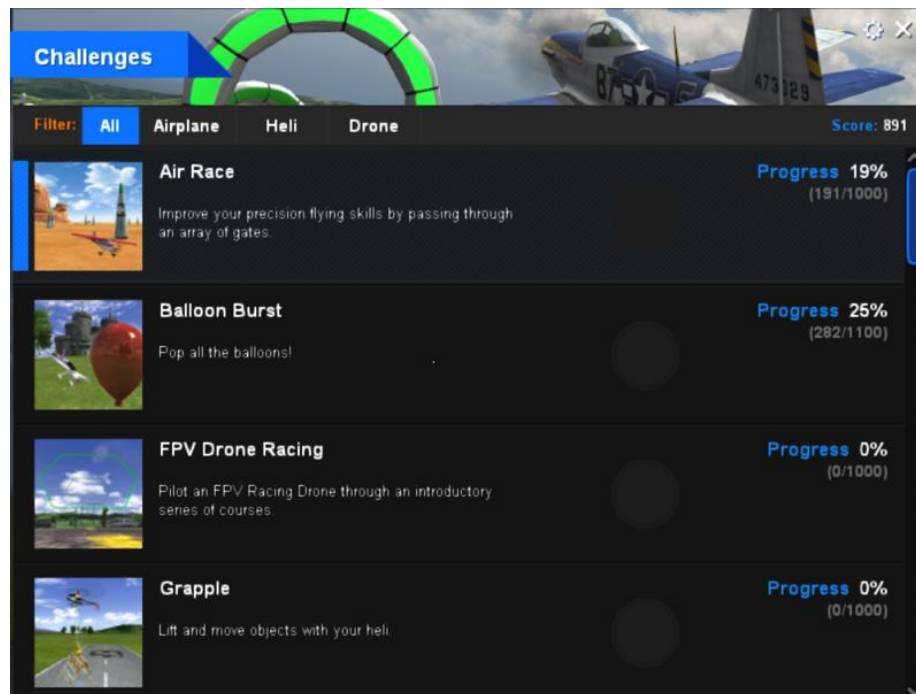 Challenges
87
473029
Filter: All Airplane Heli Drone Score: 891
Air Race
Progress 19%
(191/1000)
Improve your precision flying skills by passing through
an array of gates.
Balloon Burst
Progress 25%
(282/1100)
Pop all the balloons!
FPV Drone Racing
Progress 0%
(0/1000)
Pilot an FPV Racing Drone through an introductory
series of courses.
Grapple
Progress 0%
(0/1000)
Lift and move objects with your heli